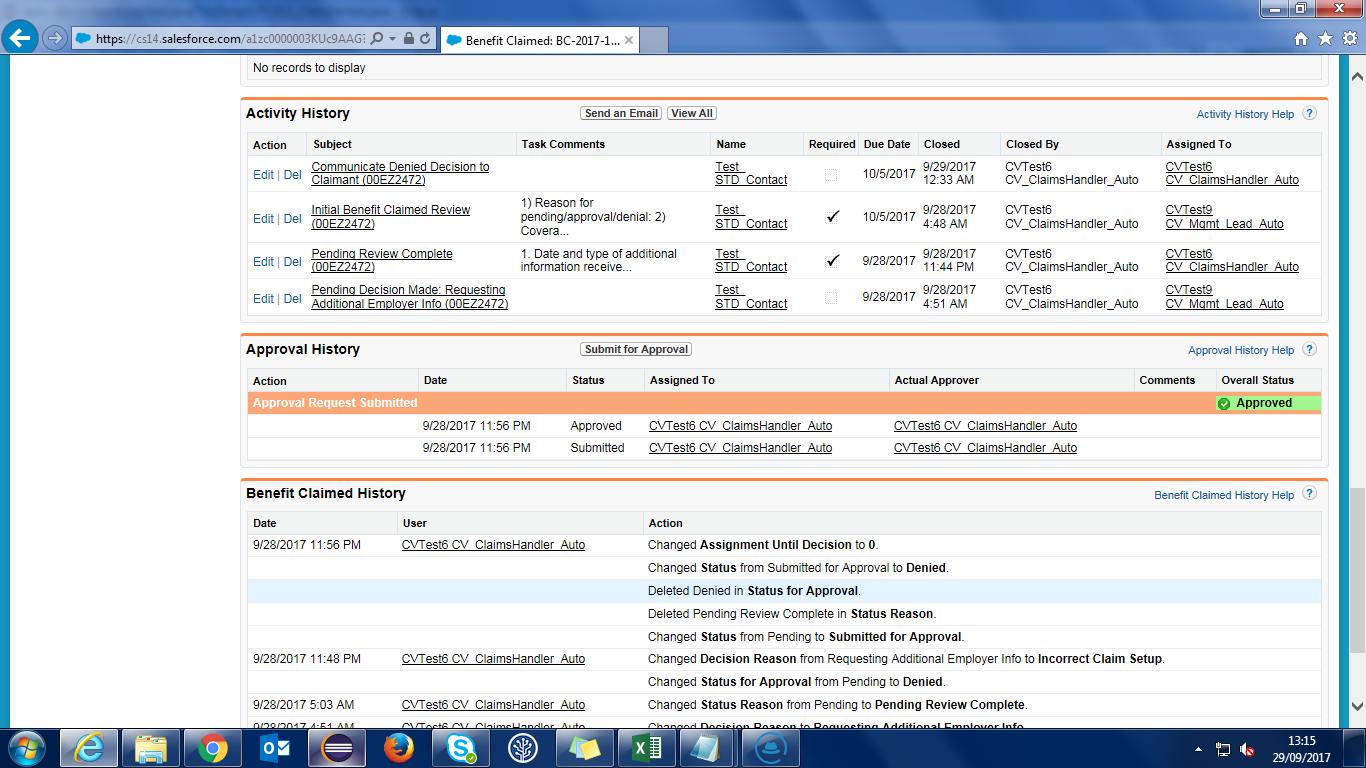 https://cs14.salesforce.com/a1zc0000003KUc9AAG
Benefit Claimed: BC-2017-1...
No records to display
Activity History
Send an Email
View All
Activity History Help ?
Action Subject Task Comments Name Required Due Date Closed Closed By Assigned To
Edit | Del Communicate Denied Decision to Claimant (00EZ2472) Test STD_Contact 10/5/2017 9/29/2017 12:33 AM CVTest6 CV_ClaimsHandler_Auto CVTest6 CV_ClaimsHandler_Auto
Edit | Del Initial Benefit Claimed Review (00EZ2472) 1) Reason for pending/approval/denial: 2) Covera... Test STD_Contact ✓ 10/5/2017 9/28/2017 4:48 AM CVTest6 CV_ClaimsHandler_Auto CVTest9 CV_Mgmt_Lead_Auto
Edit | Del Pending Review Complete (00EZ2472) 1. Date and type of additional information receive... Test STD_Contact ✓ 9/28/2017 9/28/2017 11:44 PM CVTest6 CV_ClaimsHandler_Auto CVTest6 CV_ClaimsHandler_Auto
Edit | Del Pending Decision Made: Requesting Additional Employer Info (00EZ2472) Test STD_Contact 9/28/2017 9/28/2017 4:51 AM CVTest6 CV_ClaimsHandler_Auto CVTest9 CV_Mgmt_Lead_Auto
Approval History
Submit for Approval
Approval History Help ?
Action Date Status Assigned To Actual Approver Comments Overall Status
Approval Request Submitted Approved
9/28/2017 11:56 PM Approved CVTest6 CV_ClaimsHandler_Auto CVTest6 CV_ClaimsHandler_Auto
9/28/2017 11:56 PM Submitted CVTest6 CV_ClaimsHandler_Auto CVTest6 CV_ClaimsHandler_Auto
Benefit Claimed History
Benefit Claimed History Help ?
Date User Action
9/28/2017 11:56 PM CVTest6 CV_ClaimsHandler_Auto Changed Assignment Until Decision to 0.
Changed Status from Submitted for Approval to Denied.
Deleted Denied in Status for Approval.
Deleted Pending Review Complete in Status Reason.
Changed Status from Pending to Submitted for Approval.
9/28/2017 11:48 PM CVTest6 CV_ClaimsHandler_Auto Changed Decision Reason from Requesting Additional Employer Info to Incorrect Claim Setup.
Changed Status for Approval from Pending to Denied.
9/28/2017 5:03 AM CVTest6 CV_ClaimsHandler_Auto Changed Status Reason from Pending to Pending Review Complete.
9/28/2017 4:51 AM CVTest6 CV_ClaimsHandler_Auto Changed Decision Reason to Requesting Additional Employer Info.
13:15
29/09/2017